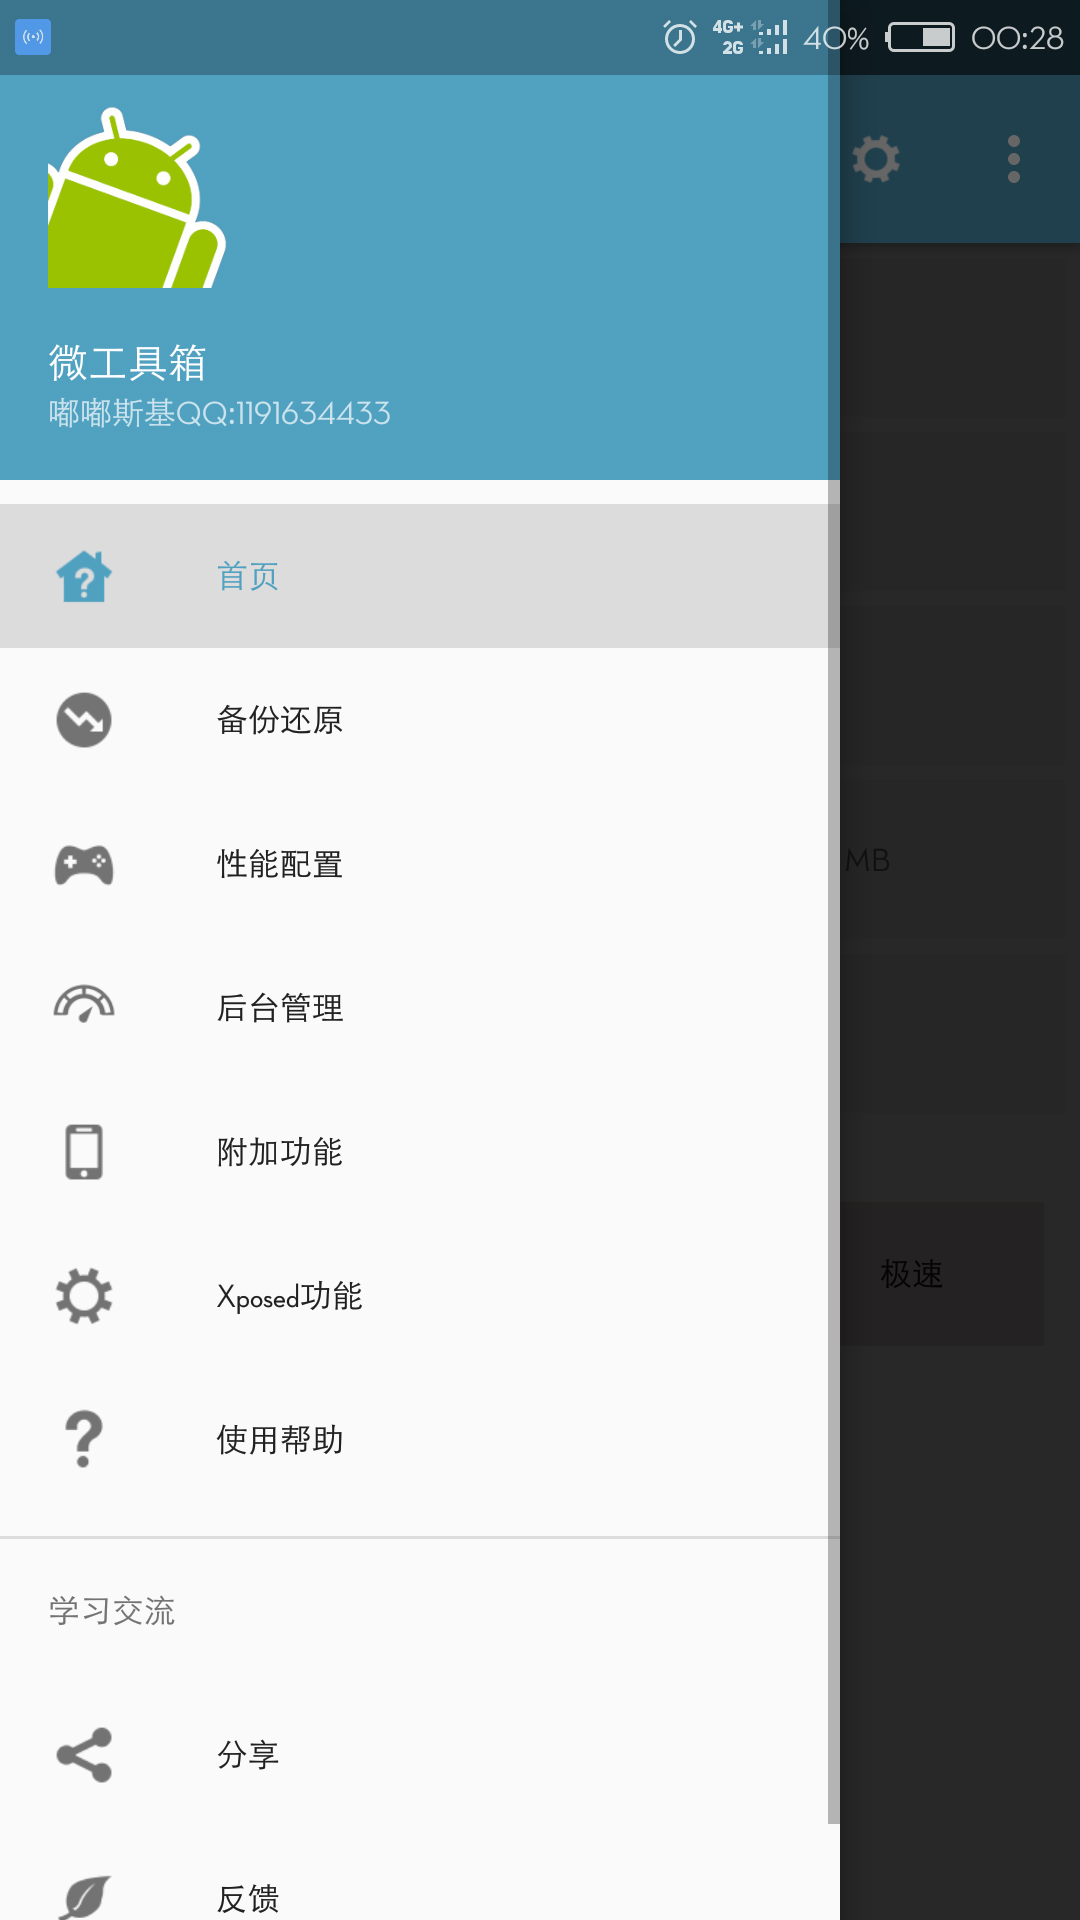 4G+
2G
40%
00:28
微工具箱
嘟嘟斯基QQ:1191634433
首页
备份还原
性能配置
MB
后台管理
附加功能
极速
Xposed功能
使用帮助
学习交流
分享
反馈